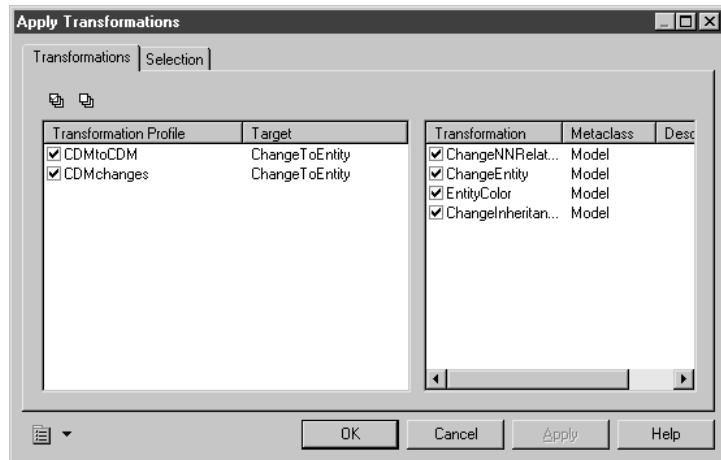 Apply Transformations
Transformations Selection
Transformation Profile Target
CDMtoCDM ChangeToEntity
CDMchanges ChangeToEntity
Transformation Metaclass Desc
ChangeNNRelat... Model
ChangeEntity Model
EntityColor Model
ChangeInheritan... Model
OK Cancel Apply Help